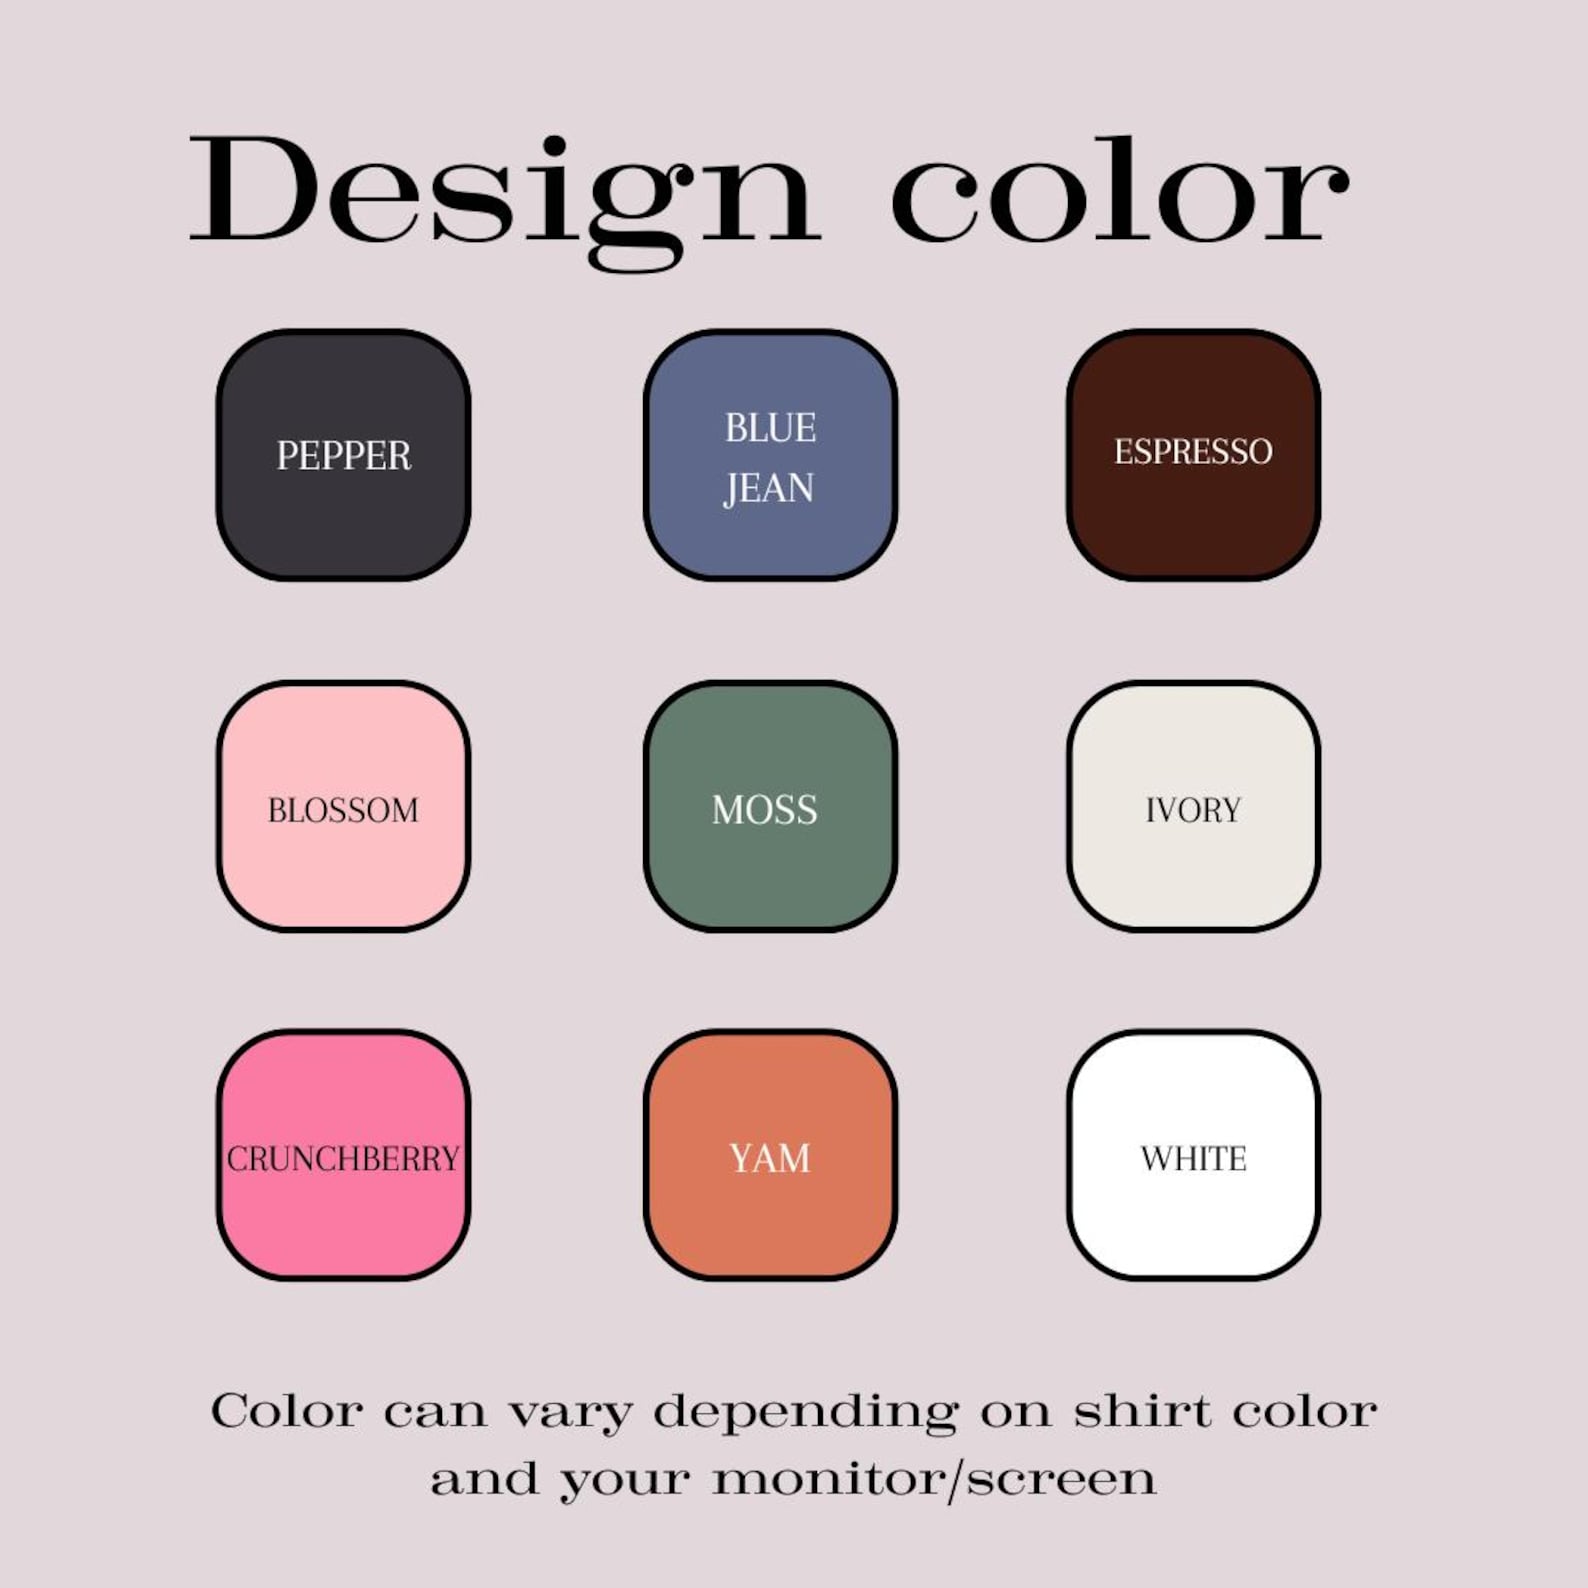 Design color
PEPPER
BLUE
JEAN
ESPRESSO
BLOSSOM
MOSS
IVORY
CRUNCHBERRY
YAM
WHITE
Color can vary depending on shirt color
and your monitor/screen